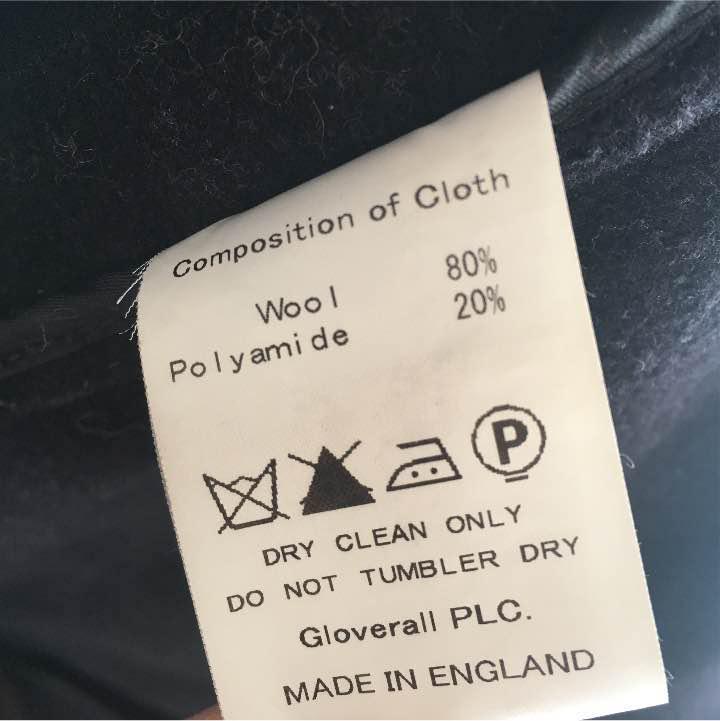 Composition of Cloth
Wool 80%
Polyamide 20%
P
DRY CLEAN ONLY
DO NOT TUMBLER DRY
Gloverall PLC.
MADE IN ENGLAND